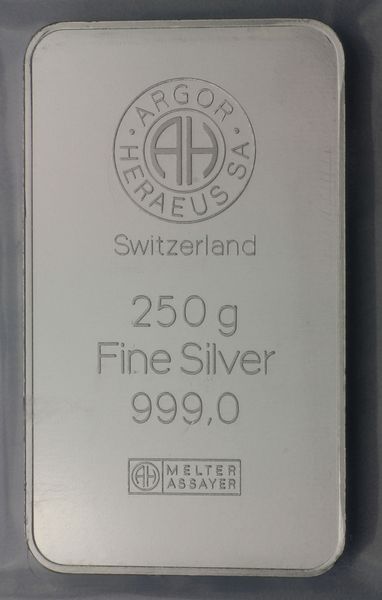 · ARGOR ·
HERAEUS SA
AH
Switzerland
250 g
Fine Silver
999,0
AH MELTER
ASSAYER